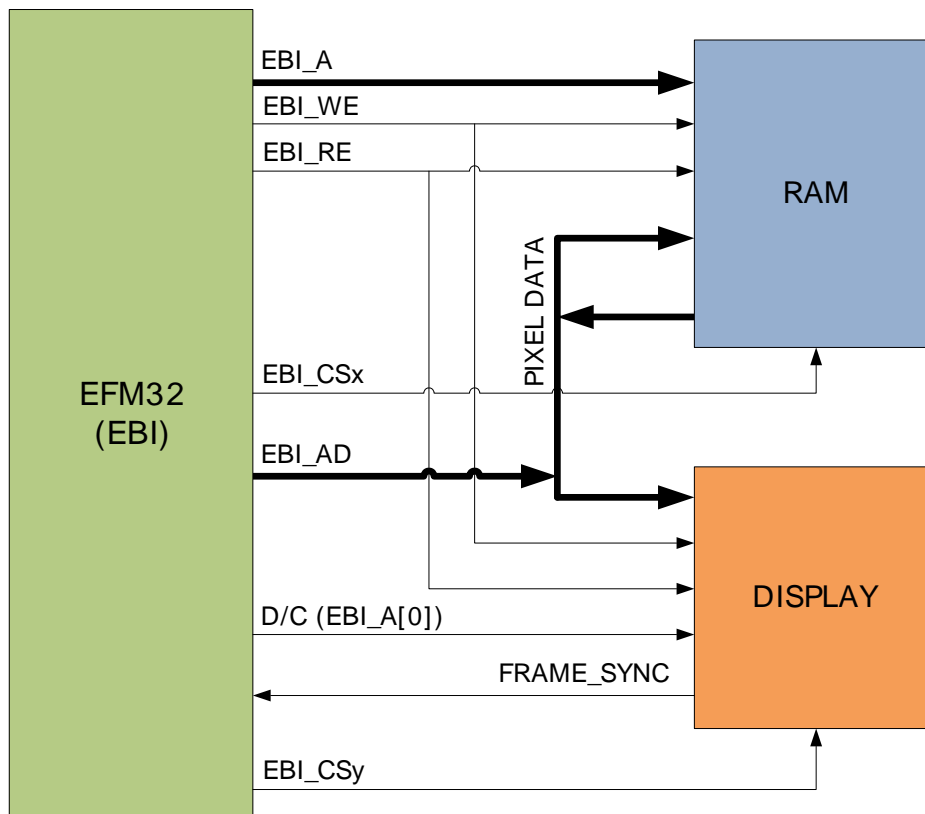 EBI_A
EBI_WE
EBI_RE
RAM
PIXEL DATA
EBI_CSx
EFM32
(EBI)
EBI_AD
DISPLAY
D/C (EBI_A[0])
FRAME_SYNC
EBI_CSy